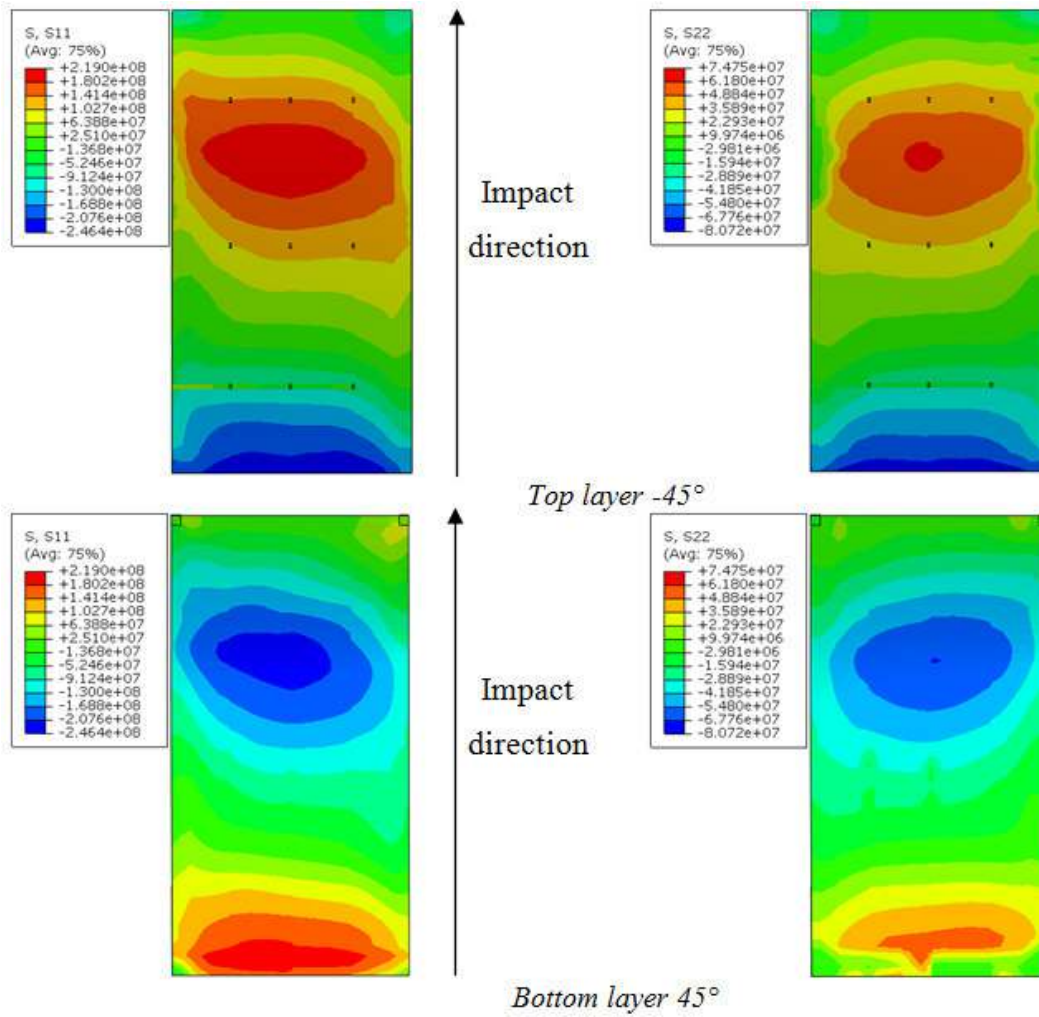 S, S11
(Avg: 75%)
+2.190e+08
+1.802e+08
+1.414e+08
+1.027e+08
+6.388e+07
+2.510e+07
-1.368e+07
-5.246e+07
-9.124e+07
-1.300e+08
-1.688e+08
-2.076e+08
-2.464e+08
Impact
direction
S, S22
(Avg: 75%)
+7.475e+07
+6.180e+07
+4.884e+07
+3.589e+07
+2.293e+07
+9.974e+06
-2.981e+06
-1.594e+07
-2.889e+07
-4.185e+07
-5.480e+07
-6.776e+07
-8.072e+07
Top layer -45°
S, S11
(Avg: 75%)
+2.190e+08
+1.802e+08
+1.414e+08
+1.027e+08
+6.388e+07
+2.510e+07
-1.368e+07
-5.246e+07
-9.124e+07
-1.300e+08
-1.688e+08
-2.076e+08
-2.464e+08
Impact
direction
S, S22
(Avg: 75%)
+7.475e+07
+6.180e+07
+4.884e+07
+3.589e+07
+2.293e+07
+9.974e+06
-2.981e+06
-1.594e+07
-2.889e+07
-4.185e+07
-5.480e+07
-6.776e+07
-8.072e+07
Bottom layer 45°